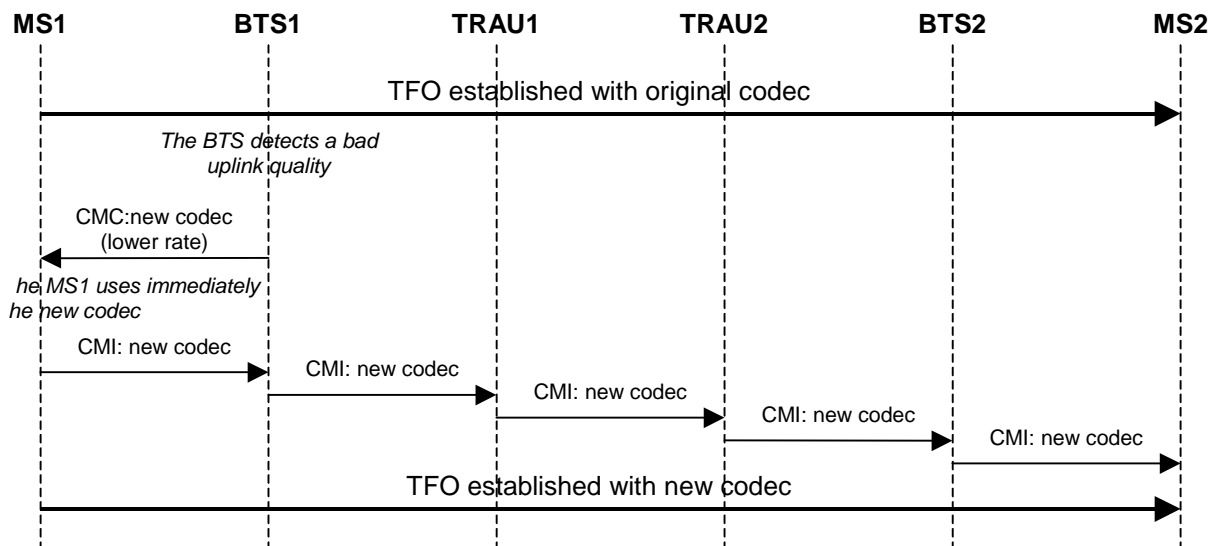 MS1 BTS1 TRAU1 TRAU2 BTS2 MS2
TFO established with original codec
The BTS detects a bad
uplink quality
CMC:new codec
(lower rate)
he MS1 uses immediately
he new codec
CMI: new codec
CMI: new codec
CMI: new codec
CMI: new codec
CMI: new codec
TFO established with new codec